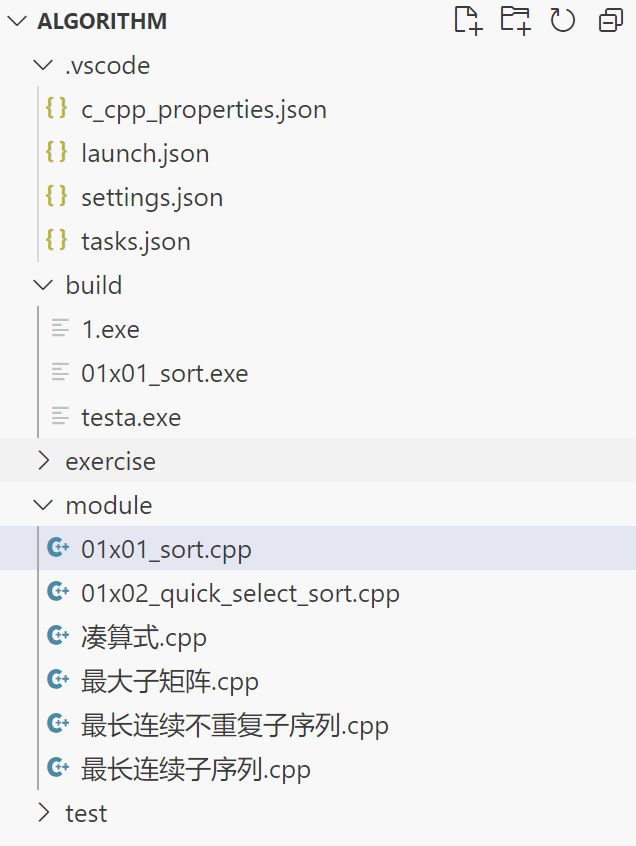 ALGORITHM
.vscode
{} c_cpp_properties.json
{} launch.json
{} settings.json
{} tasks.json
build
1.exe
01x01_sort.exe
testa.exe
exercise
module
C++ 01x01_sort.cpp
C++ 01x02_quick_select_sort.cpp
C++ 凑算式.cpp
C++ 最大子矩阵.cpp
C++ 最长连续不重复子序列.cpp
C++ 最长连续子序列.cpp
test